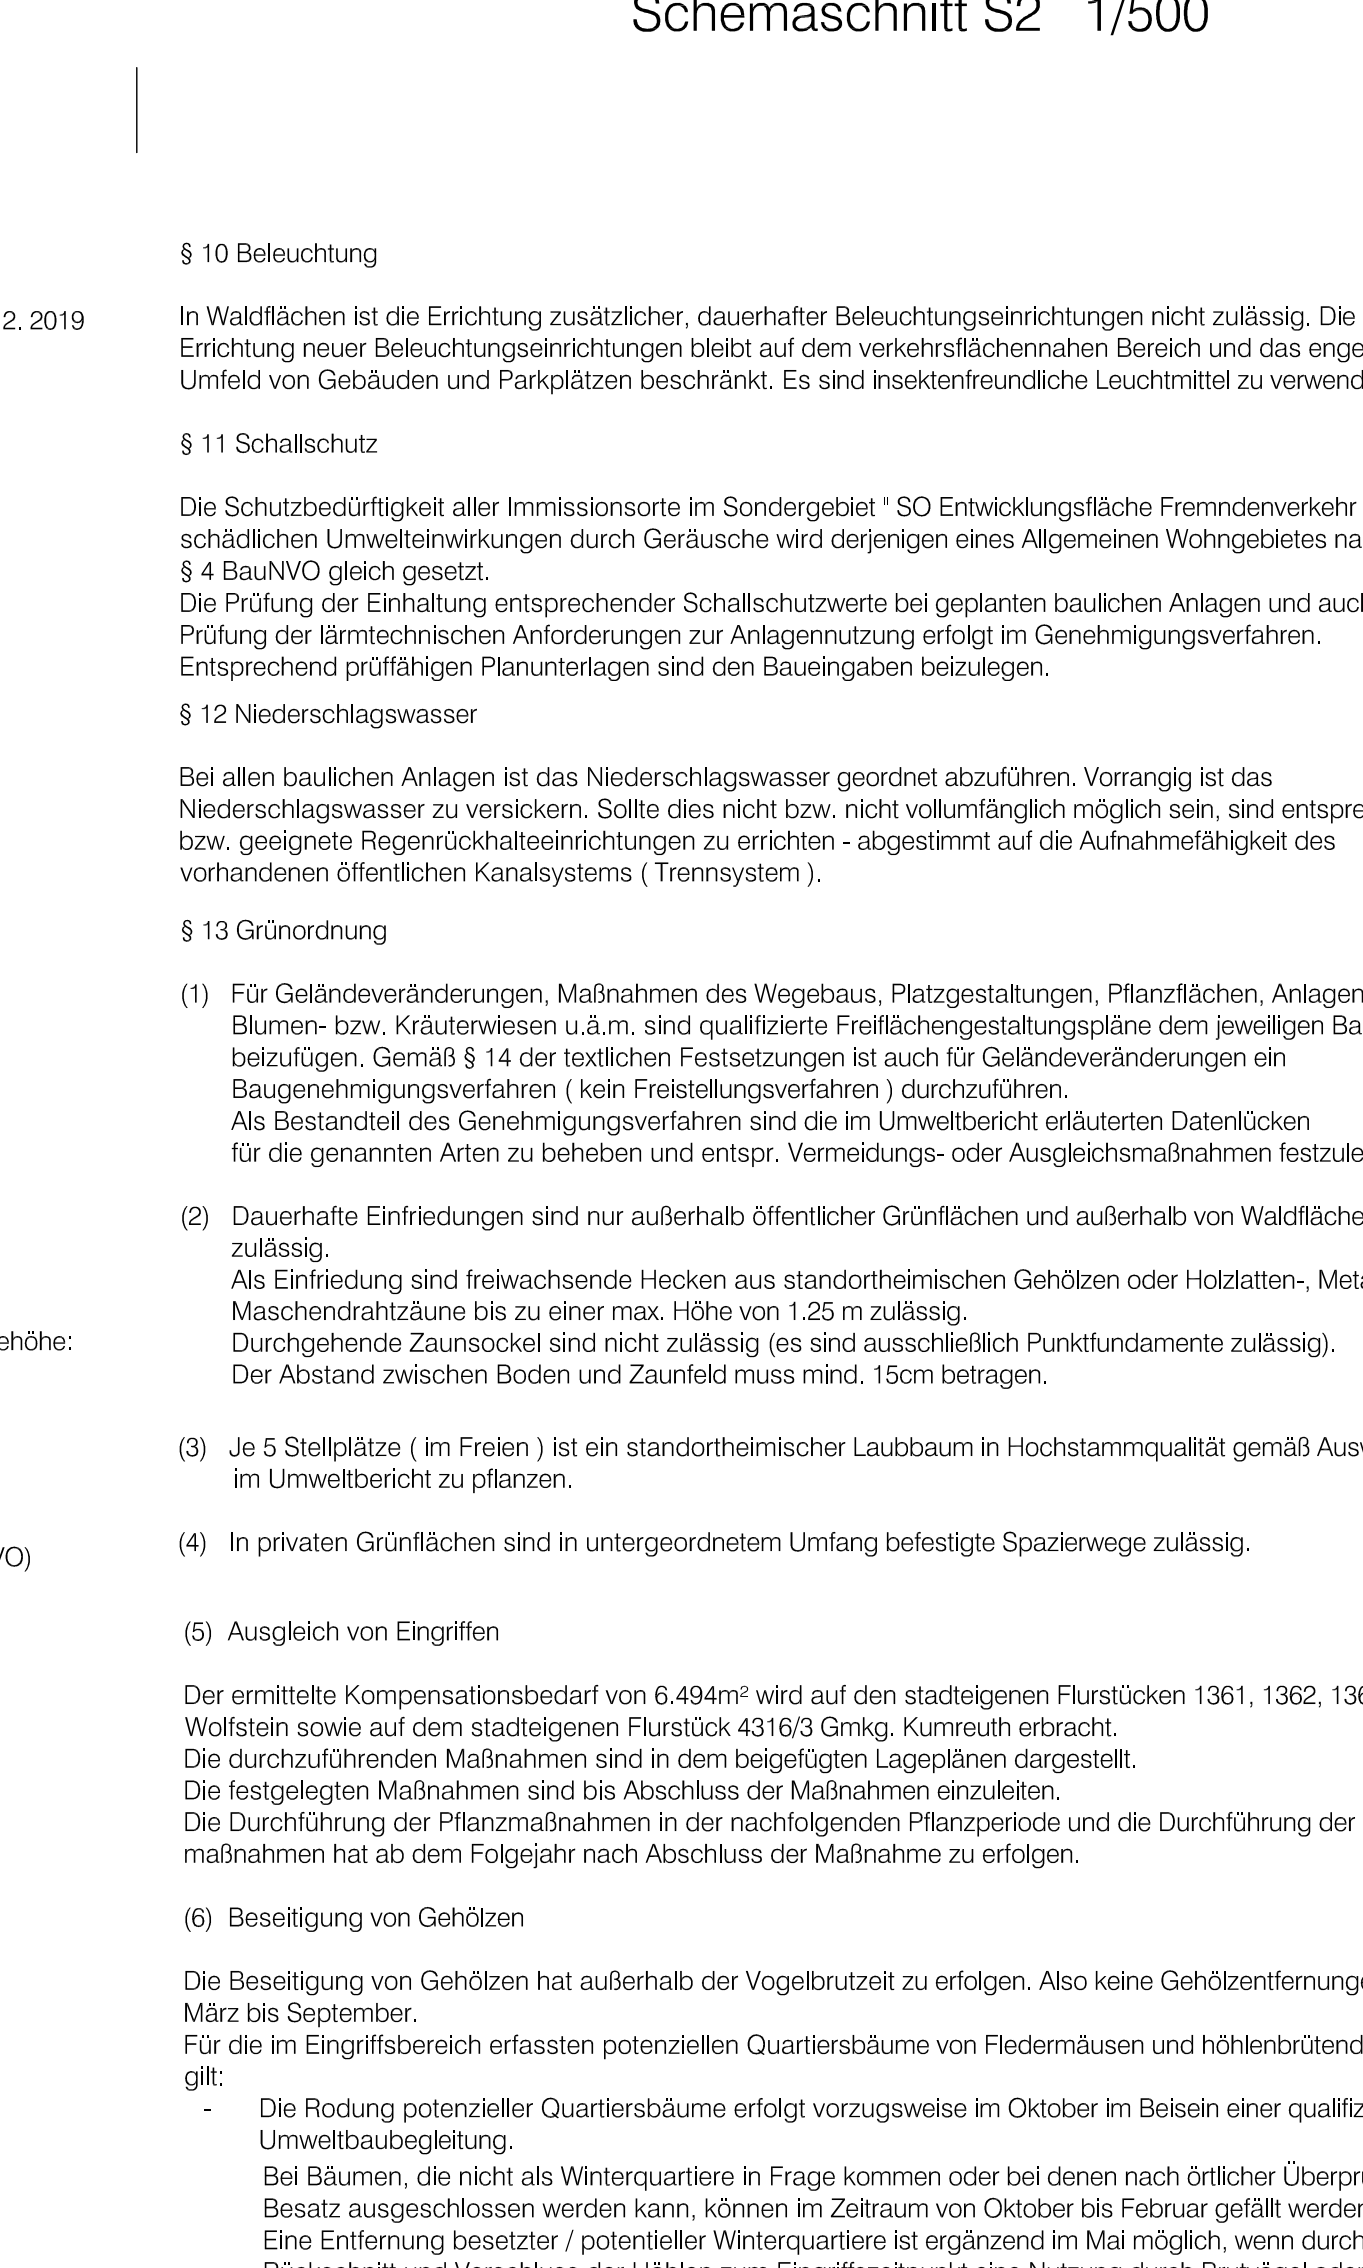 Schemaschnitt S2 1/500
2. 2019
ehöhe:
VO)
§ 10 Beleuchtung
In Waldflächen ist die Errichtung zusätzlicher, dauerhafter Beleuchtungseinrichtungen nicht zulässig. Die
Errichtung neuer Beleuchtungseinrichtungen bleibt auf dem verkehrsflächennahen Bereich und das enge
Umfeld von Gebäuden und Parkplätzen beschränkt. Es sind insektenfreundliche Leuchtmittel zu verwend
§ 11 Schallschutz
Die Schutzbedürftigkeit aller Immissionsorte im Sondergebiet " SO Entwicklungsfläche Fremndenverkehr
schädlichen Umwelteinwirkungen durch Geräusche wird derjenigen eines Allgemeinen Wohngebietes na
§ 4 BauNVO gleich gesetzt.
Die Prüfung der Einhaltung entsprechender Schallschutzwerte bei geplanten baulichen Anlagen und auch
Prüfung der lärmtechnischen Anforderungen zur Anlagennutzung erfolgt im Genehmigungsverfahren.
Entsprechend prüffähigen Planunterlagen sind den Baueingaben beizulegen.
§ 12 Niederschlagswasser
Bei allen baulichen Anlagen ist das Niederschlagswasser geordnet abzuführen. Vorrangig ist das
Niederschlagswasser zu versickern. Sollte dies nicht bzw. nicht vollumfänglich möglich sein, sind entspre
bzw. geeignete Regenrückhalteeinrichtungen zu errichten - abgestimmt auf die Aufnahmefähigkeit des
vorhandenen öffentlichen Kanalsystems ( Trennsystem ).
§ 13 Grünordnung
(1) Für Geländeveränderungen, Maßnahmen des Wegebaus, Platzgestaltungen, Pflanzflächen, Anlagen
Blumen- bzw. Kräuterwiesen u.ä.m. sind qualifizierte Freiflächengestaltungspläne dem jeweiligen Ba
beizufügen. Gemäß § 14 der textlichen Festsetzungen ist auch für Geländeveränderungen ein
Baugenehmigungsverfahren ( kein Freistellungsverfahren ) durchzuführen.
Als Bestandteil des Genehmigungsverfahren sind die im Umweltbericht erläuterten Datenlücken
für die genannten Arten zu beheben und entspr. Vermeidungs- oder Ausgleichsmaßnahmen festzule
(2) Dauerhafte Einfriedungen sind nur außerhalb öffentlicher Grünflächen und außerhalb von Waldfläche
zulässig.
Als Einfriedung sind freiwachsende Hecken aus standortheimischen Gehölzen oder Holzlatten-, Meta
Maschendrahtzäune bis zu einer max. Höhe von 1.25 m zulässig.
Durchgehende Zaunsockel sind nicht zulässig (es sind ausschließlich Punktfundamente zulässig).
Der Abstand zwischen Boden und Zaunfeld muss mind. 15cm betragen.
(3) Je 5 Stellplätze ( im Freien ) ist ein standortheimischer Laubbaum in Hochstammqualität gemäß Ausw
im Umweltbericht zu pflanzen.
(4) In privaten Grünflächen sind in untergeordnetem Umfang befestigte Spazierwege zulässig.
(5) Ausgleich von Eingriffen
Der ermittelte Kompensationsbedarf von 6.494m² wird auf den stadteigenen Flurstücken 1361, 1362, 136
Wolfstein sowie auf dem stadteigenen Flurstück 4316/3 Gmkg. Kumreuth erbracht.
Die durchzuführenden Maßnahmen sind in dem beigefügten Lageplänen dargestellt.
Die festgelegten Maßnahmen sind bis Abschluss der Maßnahmen einzuleiten.
Die Durchführung der Pflanzmaßnahmen in der nachfolgenden Pflanzperiode und die Durchführung der
maßnahmen hat ab dem Folgejahr nach Abschluss der Maßnahme zu erfolgen.
(6) Beseitigung von Gehölzen
Die Beseitigung von Gehölzen hat außerhalb der Vogelbrutzeit zu erfolgen. Also keine Gehölzentfernunge
März bis September.
Für die im Eingriffsbereich erfassten potenziellen Quartiersbäume von Fledermäusen und höhlenbrütend
gilt:
- Die Rodung potenzieller Quartiersbäume erfolgt vorzugsweise im Oktober im Beisein einer qualifiz
Umweltbaubegleitung.
Bei Bäumen, die nicht als Winterquartiere in Frage kommen oder bei denen nach örtlicher Überprü
Besatz ausgeschlossen werden kann, können im Zeitraum von Oktober bis Februar gefällt werden
Eine Entfernung besetzter / potentieller Winterquartiere ist ergänzend im Mai möglich, wenn durch
Rückschnitt und Verschluss der Höhlen zum Eingriffszeitpunkt eine Nutzung durch Brutvögel oder